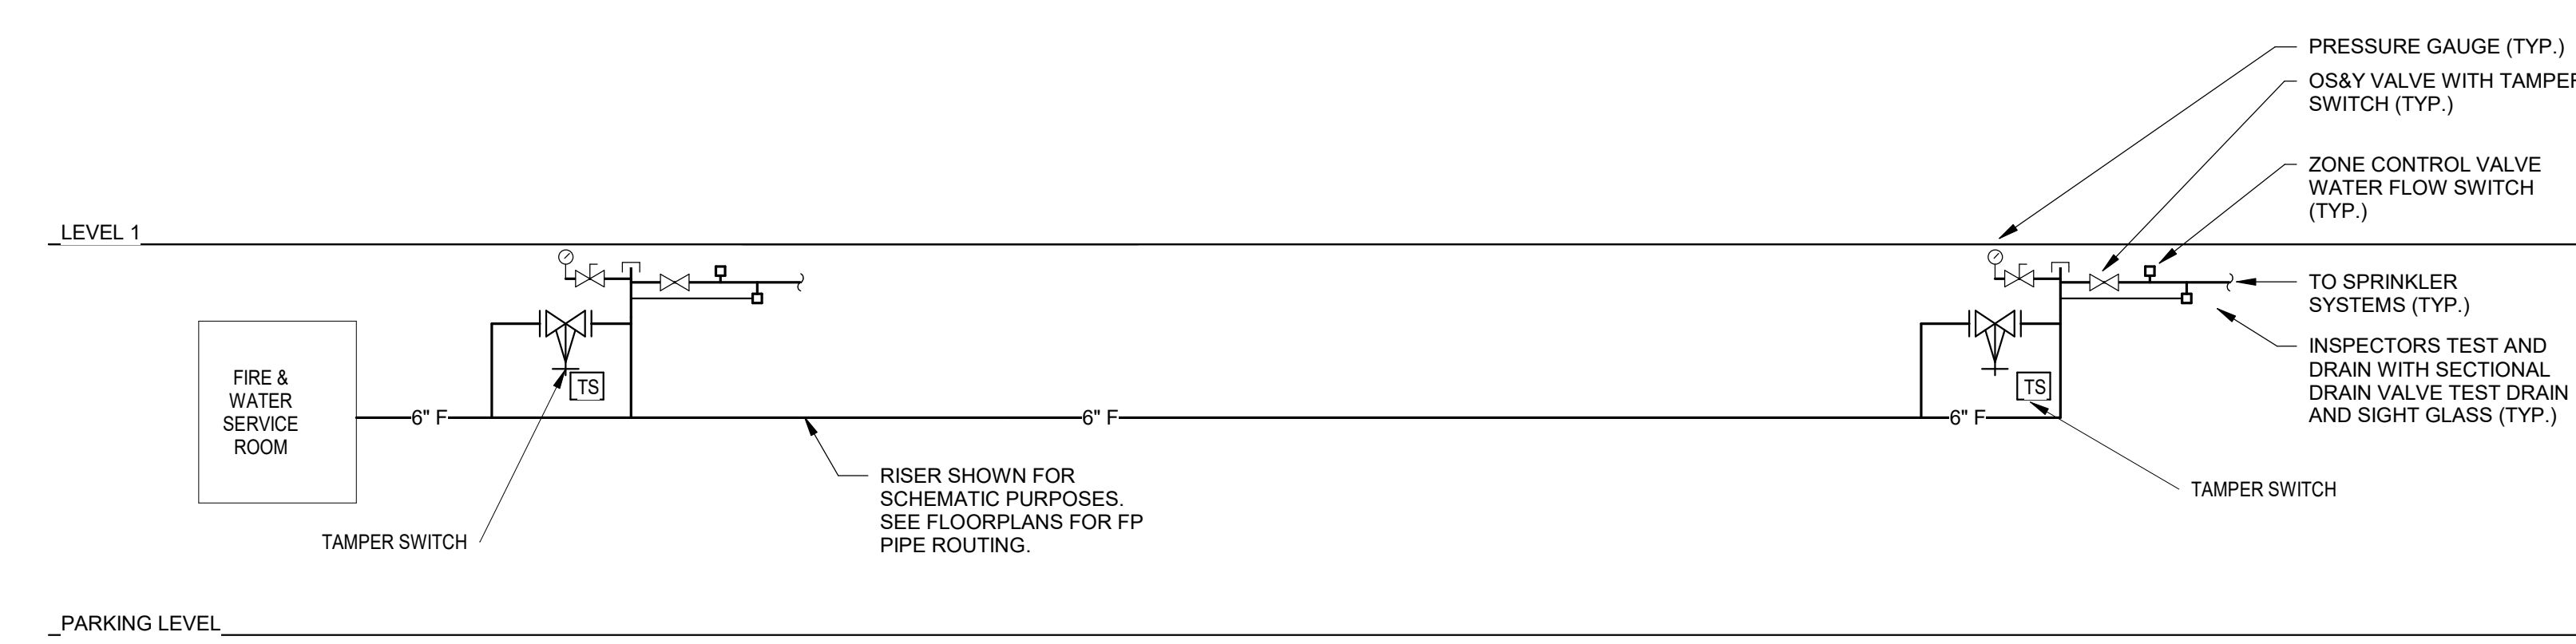 PRESSURE GAUGE (TYP.)
OS&Y VALVE WITH TAMPER
SWITCH (TYP.)
ZONE CONTROL VALVE
WATER FLOW SWITCH
(TYP.)
LEVEL 1
TO SPRINKLER
SYSTEMS (TYP.)
INSPECTORS TEST AND
DRAIN WITH SECTIONAL
DRAIN VALVE TEST DRAIN
AND SIGHT GLASS (TYP.)
FIRE &
WATER
SERVICE
ROOM
TS
TS
6" F
6" F
6" F
RISER SHOWN FOR
SCHEMATIC PURPOSES.
SEE FLOORPLANS FOR FP
PIPE ROUTING.
TAMPER SWITCH
TAMPER SWITCH
PARKING LEVEL